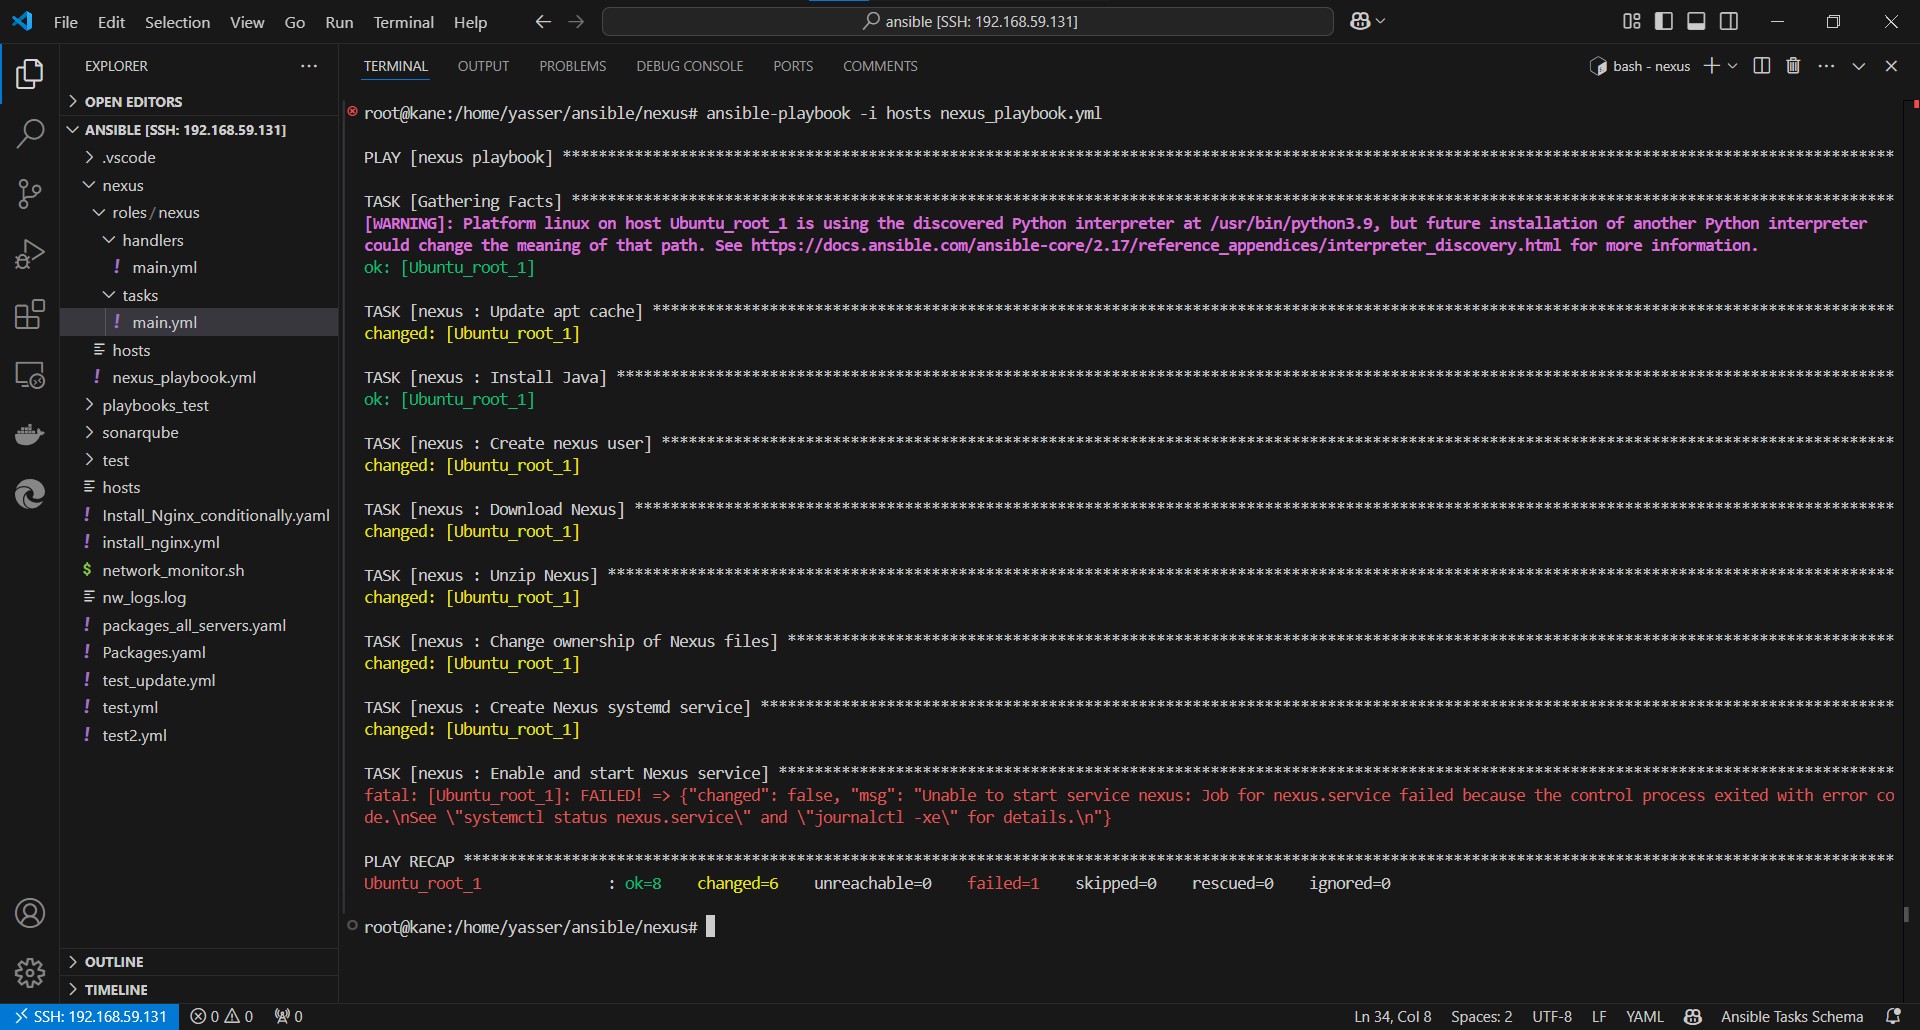 File Edit Selection View Go Run Terminal Help
ansible [SSH: 192.168.59.131]
EXPLORER
OPEN EDITORS
ANSIBLE [SSH: 192.168.59.131]
.vscode
nexus
roles / nexus
handlers
! main.yml
tasks
! main.yml
hosts
! nexus_playbook.yml
playbooks_test
sonarqube
test
hosts
! Install_Nginx_conditionally.yaml
! install_nginx.yml
$ network_monitor.sh
nw_logs.log
! packages_all_servers.yaml
! Packages.yaml
! test_update.yml
! test.yml
! test2.yml
OUTLINE
TIMELINE
TERMINAL OUTPUT PROBLEMS DEBUG CONSOLE PORTS COMMENTS
bash - nexus
root@kane:/home/yasser/ansible/nexus# ansible-playbook -i hosts nexus_playbook.yml
PLAY [nexus playbook] ****************************************************************************************************************************************************
TASK [Gathering Facts] ***************************************************************************************************************************************************
[WARNING]: Platform linux on host Ubuntu_root_1 is using the discovered Python interpreter at /usr/bin/python3.9, but future installation of another Python interpreter
could change the meaning of that path. See https://docs.ansible.com/ansible-core/2.17/reference_appendices/interpreter_discovery.html for more information.
ok: [Ubuntu_root_1]
TASK [nexus : Update apt cache] ******************************************************************************************************************************************
changed: [Ubuntu_root_1]
TASK [nexus : Install Java] **********************************************************************************************************************************************
ok: [Ubuntu_root_1]
TASK [nexus : Create nexus user] *****************************************************************************************************************************************
changed: [Ubuntu_root_1]
TASK [nexus : Download Nexus] ********************************************************************************************************************************************
changed: [Ubuntu_root_1]
TASK [nexus : Unzip Nexus] ***********************************************************************************************************************************************
changed: [Ubuntu_root_1]
TASK [nexus : Change ownership of Nexus files] ***************************************************************************************************************************
changed: [Ubuntu_root_1]
TASK [nexus : Create Nexus systemd service] ******************************************************************************************************************************
changed: [Ubuntu_root_1]
TASK [nexus : Enable and start Nexus service] ****************************************************************************************************************************
fatal: [Ubuntu_root_1]: FAILED! => {"changed": false, "msg": "Unable to start service nexus: Job for nexus.service failed because the control process exited with error co
de.\nSee \"systemctl status nexus.service\" and \"journalctl -xe\" for details.\n"}
PLAY RECAP ***************************************************************************************************************************************************************
Ubuntu_root_1 : ok=8 changed=6 unreachable=0 failed=1 skipped=0 rescued=0 ignored=0
root@kane:/home/yasser/ansible/nexus#
SSH: 192.168.59.131 0 0 0 Ln 34, Col 8 Spaces: 2 UTF-8 LF YAML Ansible Tasks Schema